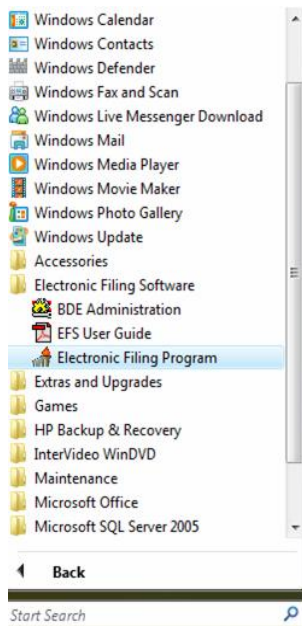 Windows Calendar
Windows Contacts
Windows Defender
Windows Fax and Scan
Windows Live Messenger Download
Windows Mail
Windows Media Player
Windows Movie Maker
Windows Photo Gallery
Windows Update
Accessories
Electronic Filing Software
BDE Administration
EFS User Guide
Electronic Filing Program
Extras and Upgrades
Games
HP Backup & Recovery
InterVideo WinDVD
Maintenance
Microsoft Office
Microsoft SQL Server 2005
Back
Start Search